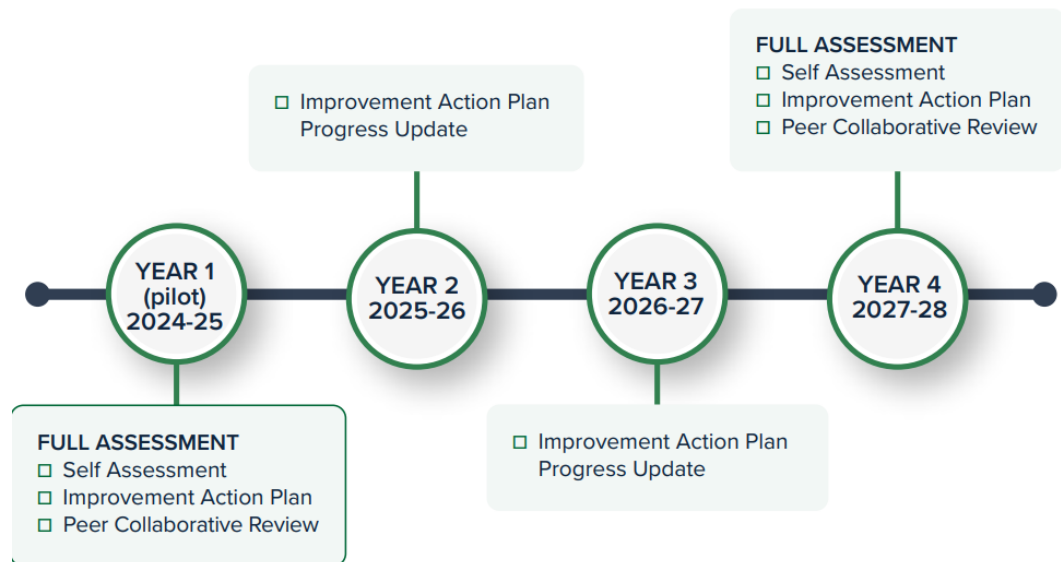 YEAR 1
(pilot)
2024-25
FULL ASSESSMENT
□ Self Assessment
□ Improvement Action Plan
□ Peer Collaborative Review
□ Improvement Action Plan
Progress Update
YEAR 2
2025-26
YEAR 3
2026-27
□ Improvement Action Plan
Progress Update
FULL ASSESSMENT
□ Self Assessment
□ Improvement Action Plan
□ Peer Collaborative Review
YEAR 4
2027-28